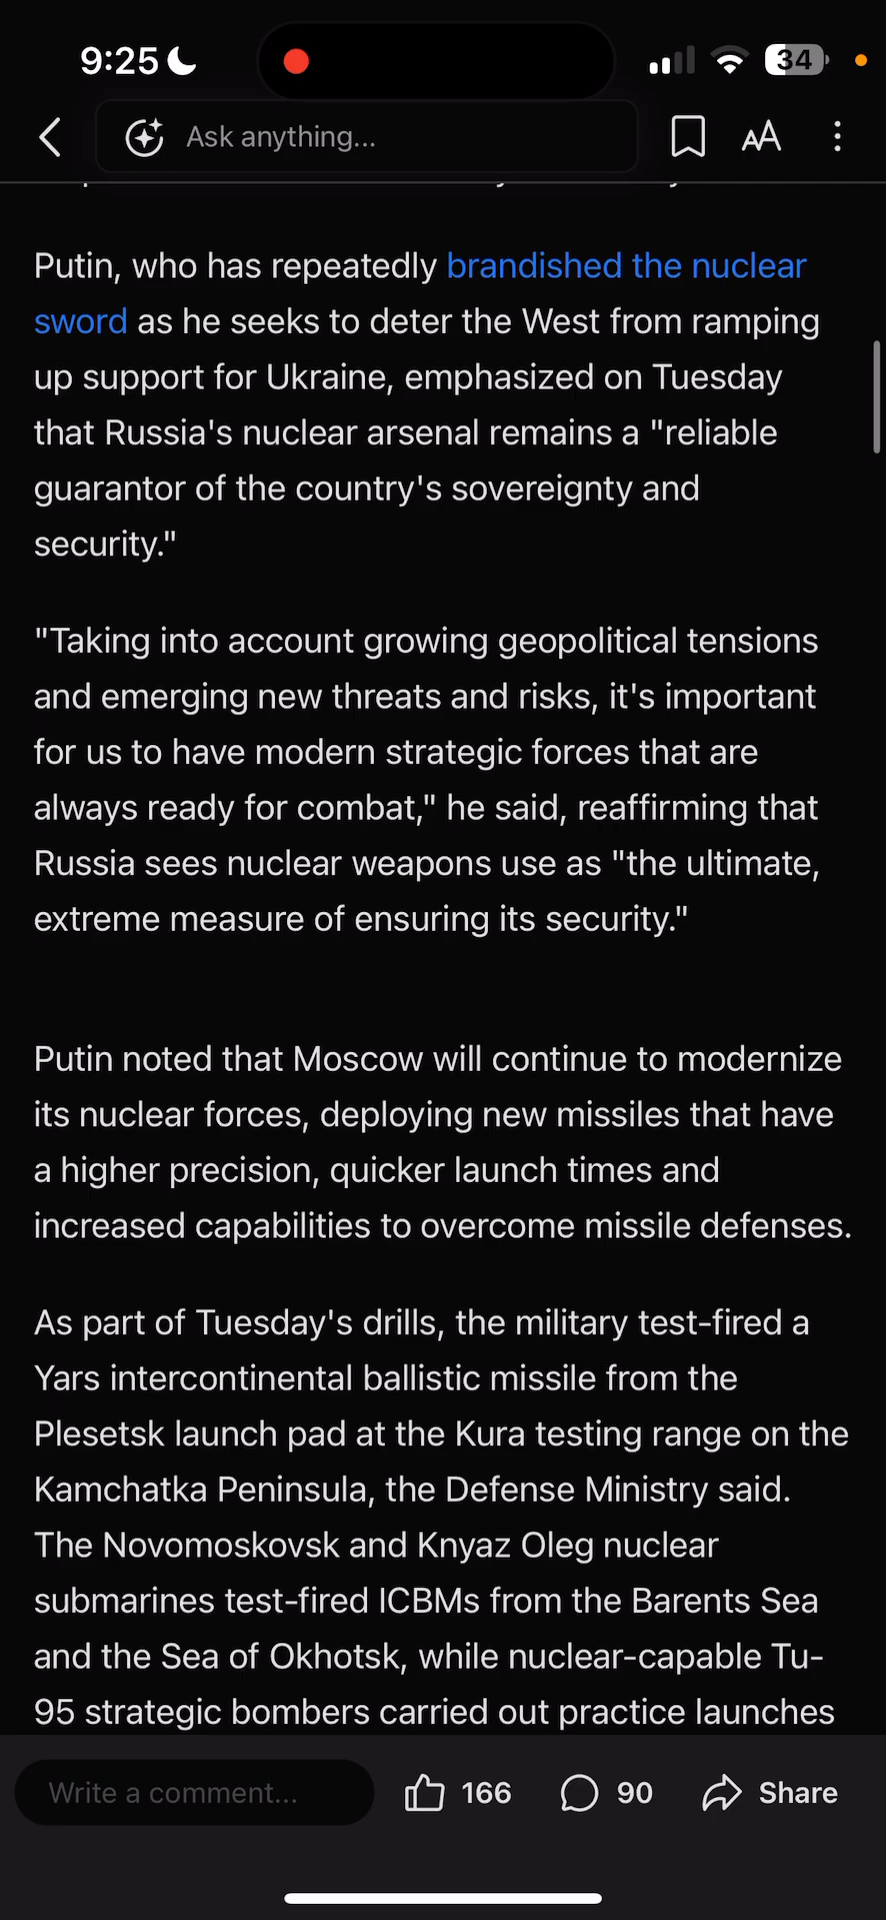 9:25
34
Ask anything...
AA
Putin, who has repeatedly brandished the nuclear
sword as he seeks to deter the West from ramping
up support for Ukraine, emphasized on Tuesday
that Russia's nuclear arsenal remains a "reliable
guarantor of the country's sovereignty and
security."
"Taking into account growing geopolitical tensions
and emerging new threats and risks, it's important
for us to have modern strategic forces that are
always ready for combat," he said, reaffirming that
Russia sees nuclear weapons use as "the ultimate,
extreme measure of ensuring its security."
Putin noted that Moscow will continue to modernize
its nuclear forces, deploying new missiles that have
a higher precision, quicker launch times and
increased capabilities to overcome missile defenses.
As part of Tuesday's drills, the military test-fired a
Yars intercontinental ballistic missile from the
Plesetsk launch pad at the Kura testing range on the
Kamchatka Peninsula, the Defense Ministry said.
The Novomoskovsk and Knyaz Oleg nuclear
submarines test-fired ICBMs from the Barents Sea
and the Sea of Okhotsk, while nuclear-capable Tu-
95 strategic bombers carried out practice launches
Write a comment...
166
90
Share